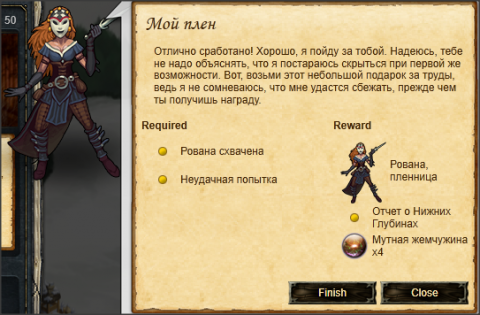 50
Мой плен
Отлично сработано! Хорошо, я пойду за тобой. Надеюсь, тебе
не надо объяснять, что я постараюсь скрыться при первой же
возможности. Вот, возьми этот небольшой подарок за труды,
ведь я не сомневаюсь, что мне удастся сбежать, прежде чем
ты получишь награду.
Required
Рована схвачена
Неудачная попытка
Reward
Рована,
пленница
Отчет о Нижних
Глубинах
Мутная жемчужина
x4
Finish
Close